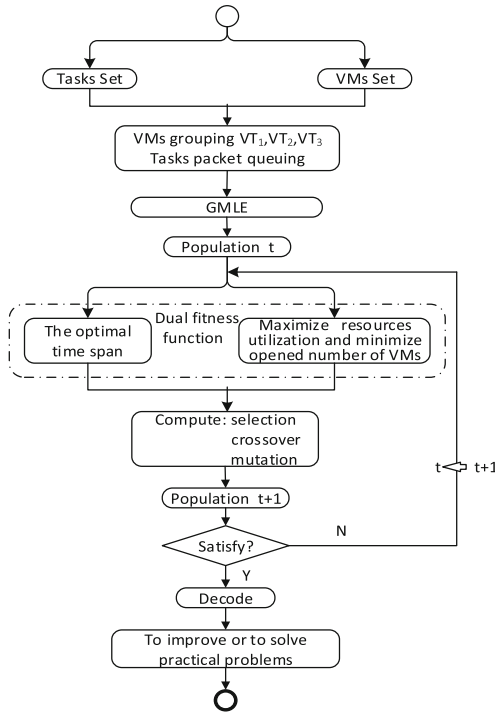 Tasks Set
VMs Set
VMs grouping VT₁,VT₂,VT₃
Tasks packet queuing
GMLE
Population t
Dual fitness
function
The optimal
time span
Maximize resources
utilization and minimize
opened number of VMs
Compute: selection
crossover
mutation
t t+1
Population t+1
N
Satisfy?
Y
Decode
To improve or to solve
practical problems